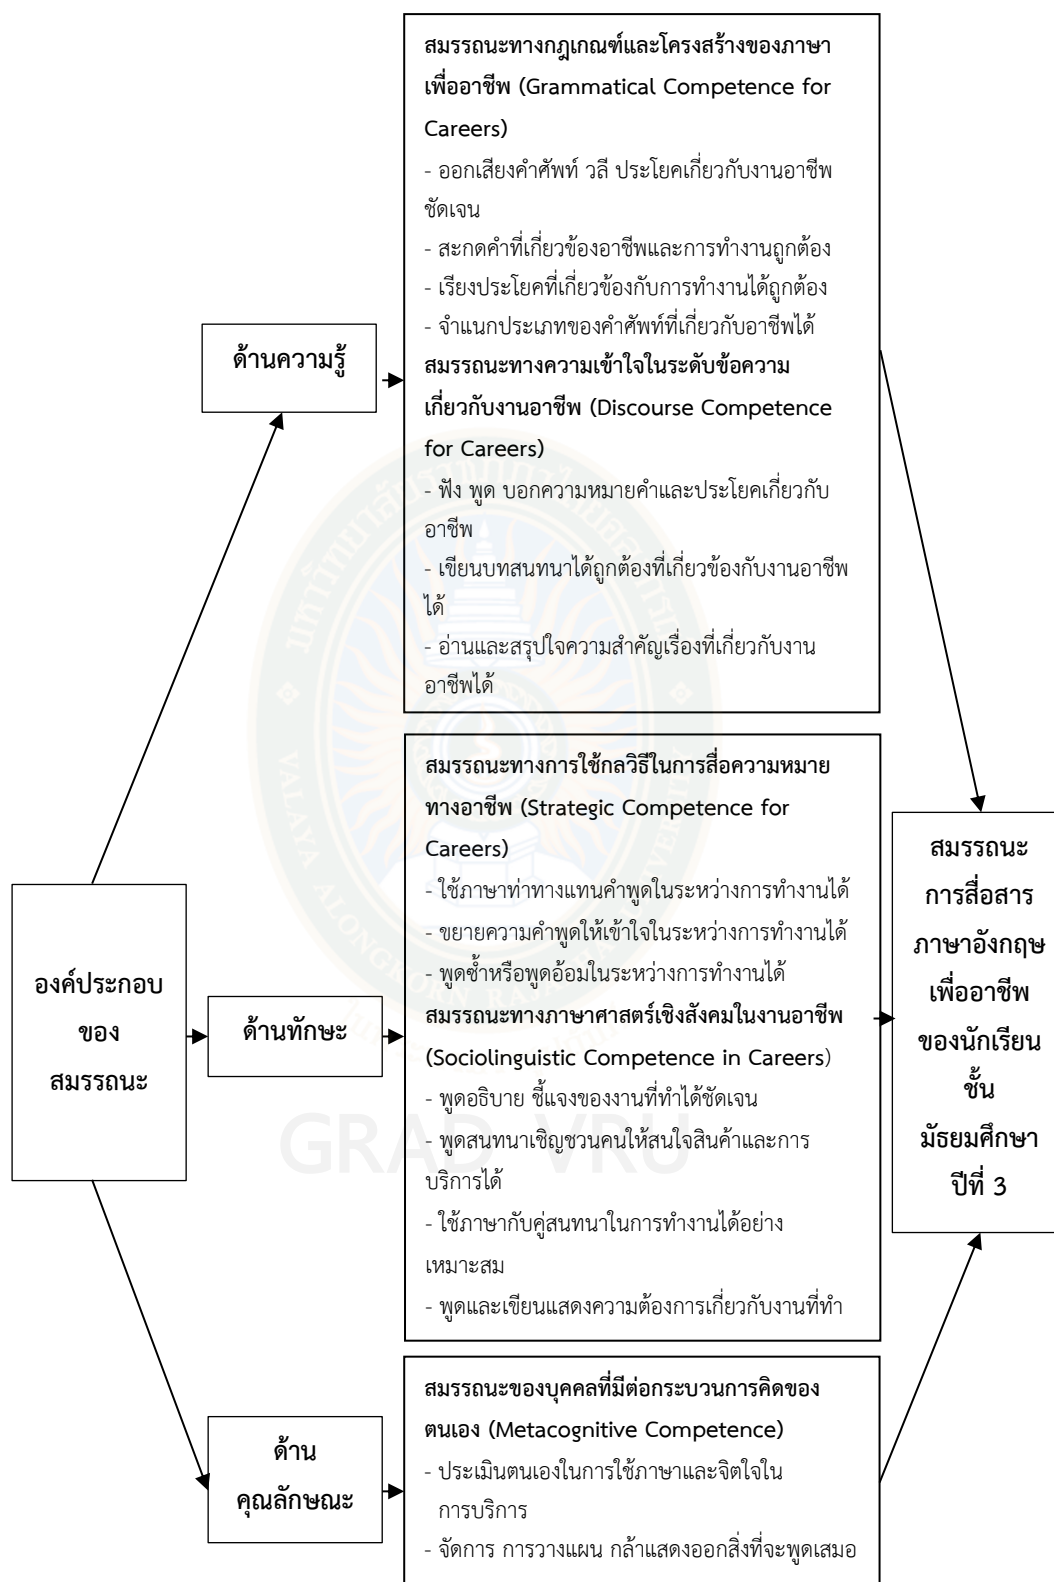 สมรรถนะทางกฎเกณฑ์และโครงสร้างของภาษา
เพื่ออาชีพ (Grammatical Competence for
Careers)
- ออกเสียงคำศัพท์ วลี ประโยคเกี่ยวกับงานอาชีพ
ชัดเจน
- สะกดคำที่เกี่ยวข้องอาชีพและการทำงานถูกต้อง
- เรียงประโยคที่เกี่ยวข้องกับการทำงานได้ถูกต้อง
- จำแนกประเภทของคำศัพท์ที่เกี่ยวกับอาชีพได้
สมรรถนะทางความเข้าใจในระดับข้อความ
เกี่ยวกับงานอาชีพ (Discourse Competence
for Careers)
- ฟัง พูด บอกความหมายคำและประโยคเกี่ยวกับ
อาชีพ
- เขียนบทสนทนาได้ถูกต้องที่เกี่ยวข้องกับงานอาชีพ
ได้
- อ่านและสรุปใจความสำคัญเรื่องที่เกี่ยวกับงาน
อาชีพได้
ด้านความรู้
สมรรถนะทางการใช้กลวิธีในการสื่อความหมาย
ทางอาชีพ (Strategic Competence for
Careers)
- ใช้ภาษาท่าทางแทนคำพูดในระหว่างการทำงานได้
- ขยายความคำพูดให้เข้าใจในระหว่างการทำงานได้
- พูดซ้ำหรือพูดอ้อมในระหว่างการทำงานได้
สมรรถนะทางภาษาศาสตร์เชิงสังคมในงานอาชีพ
(Sociolinguistic Competence in Careers)
- พูดอธิบาย ชี้แจงของงานที่ทำได้ชัดเจน
- พูดสนทนาเชิญชวนคนให้สนใจสินค้าและการ
บริการได้
- ใช้ภาษากับคู่สนทนาในการทำงานได้อย่าง
เหมาะสม
- พูดและเขียนแสดงความต้องการเกี่ยวกับงานที่ทำ
องค์ประกอบ
ของ
สมรรถนะ
ด้านทักษะ
สมรรถนะ
การสื่อสาร
ภาษาอังกฤษ
เพื่ออาชีพ
ของนักเรียน
ชั้น
มัธยมศึกษา
ปีที่ 3
สมรรถนะของบุคคลที่มีต่อกระบวนการคิดของ
ตนเอง (Metacognitive Competence)
- ประเมินตนเองในการใช้ภาษาและจิตใจใน
การบริการ
- จัดการ การวางแผน กล้าแสดงออกสิ่งที่จะพูดเสมอ
ด้าน
คุณลักษณะ
GRAD VRU